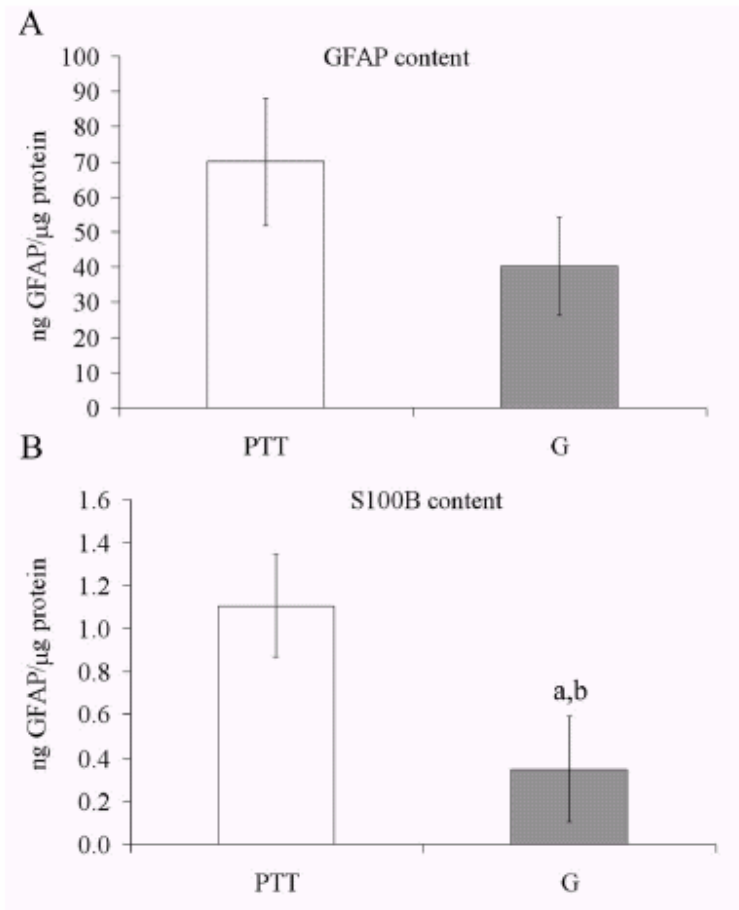 A
GFAP content
ng GFAP/μg protein
100
90
80
70
60
50
40
30
20
10
0
PTT
G
B
S100B content
ng GFAP/μg protein
1.6
1.4
1.2
1.0
0.8
0.6
0.4
0.2
0.0
a,b
PTT
G